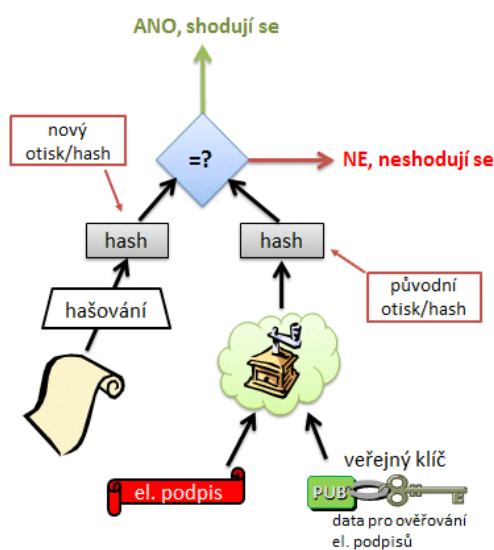 ANO, shodují se
nový
otisk/hash
=?
NE, neshodují se
hash
hash
hašování
původní
otisk/hash
veřejný klíč
el. podpis
PUB
data pro ověřování
el. podpisů